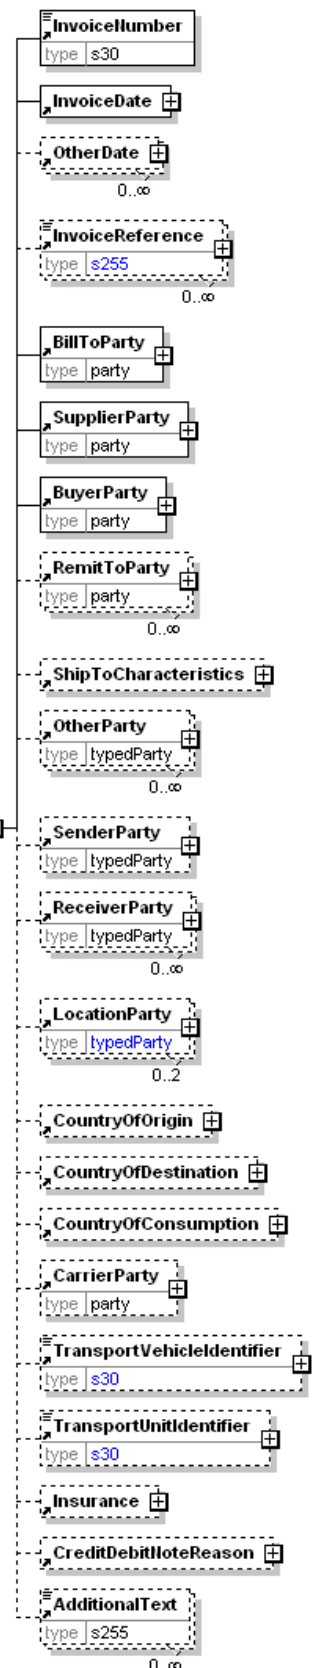 InvoiceNumber
type s30
InvoiceDate
OtherDate
0..∞
InvoiceReference
type s255
0..∞
BillToParty
type party
SupplierParty
type party
BuyerParty
type party
RemitToParty
type party
0..∞
ShipToCharacteristics
OtherParty
type typedParty
0..∞
SenderParty
type typedParty
ReceiverParty
type typedParty
0..∞
LocationParty
type typedParty
0..2
CountryOfOrigin
CountryOfDestination
CountryOfConsumption
CarrierParty
type party
TransportVehicleIdentifier
type s30
TransportUnitIdentifier
type s30
Insurance
CreditDebitNoteReason
AdditionalText
type s255
0..∞